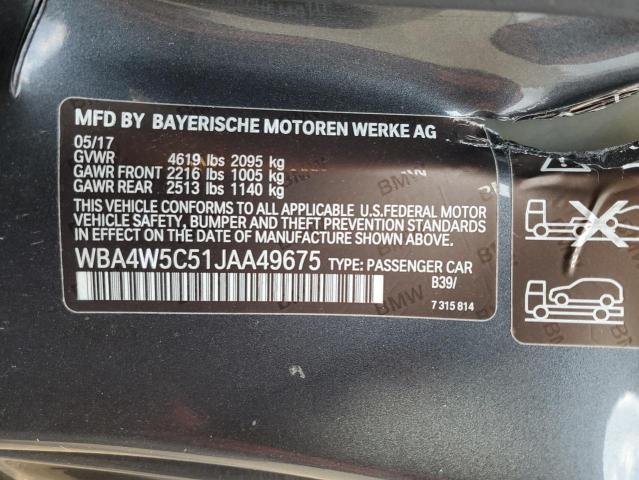 MFD BY BAYERISCHE MOTOREN WERKE AG
05/17
GVWR 4619 lbs 2095 kg
GAWR FRONT 2216 lbs 1005 kg
GAWR REAR 2513 lbs 1140 kg
THIS VEHICLE CONFORMS TO ALL APPLICABLE U.S.FEDERAL MOTOR
VEHICLE SAFETY, BUMPER AND THEFT PREVENTION STANDARDS
IN EFFECT ON THE DATE OF MANUFACTURE SHOWN ABOVE.
WBA4W5C51JAA49675 TYPE: PASSENGER CAR
B39/
7 315 814
BMW
BMW